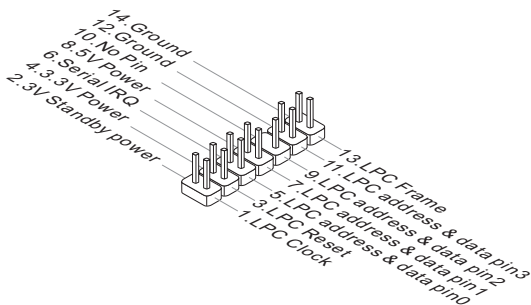 14.Ground
12.Ground
10.No Pin
8.5V Power
6.Serial IRQ
4.3.3V Power
2.3V Standby power
13.LPC Frame
11.LPC address & data pin3
9.LPC address & data pin2
7.LPC address & data pin1
5.LPC address & data pin0
3.LPC Reset
1.LPC Clock